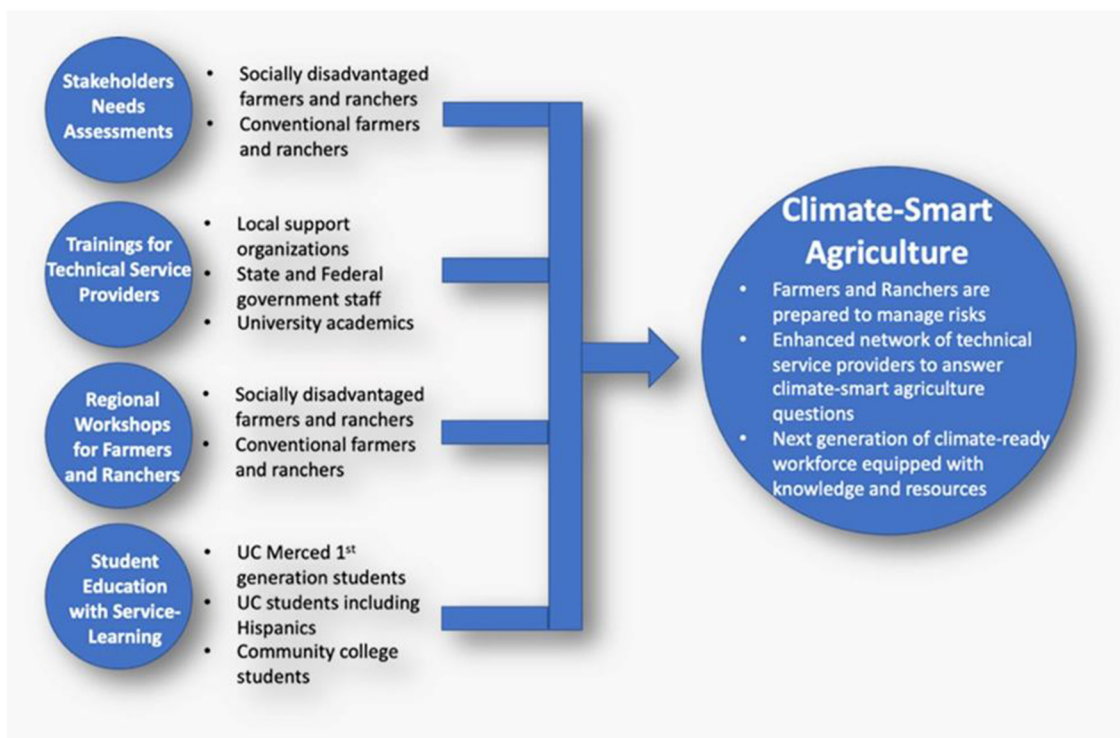 Stakeholders
Needs
Assessments
• Socially disadvantaged
farmers and ranchers
• Conventional farmers
and ranchers
Trainings for
Technical Service
Providers
• Local support
organizations
• State and Federal
government staff
• University academics
Regional
Workshops
for Farmers
and Ranchers
• Socially disadvantaged
farmers and ranchers
• Conventional farmers
and ranchers
Student
Education
with Service-
Learning
• UC Merced 1st
generation students
• UC students including
Hispanics
• Community college
students
Climate-Smart
Agriculture
• Farmers and Ranchers are
prepared to manage risks
• Enhanced network of technical
service providers to answer
climate-smart agriculture
questions
• Next generation of climate-ready
workforce equipped with
knowledge and resources